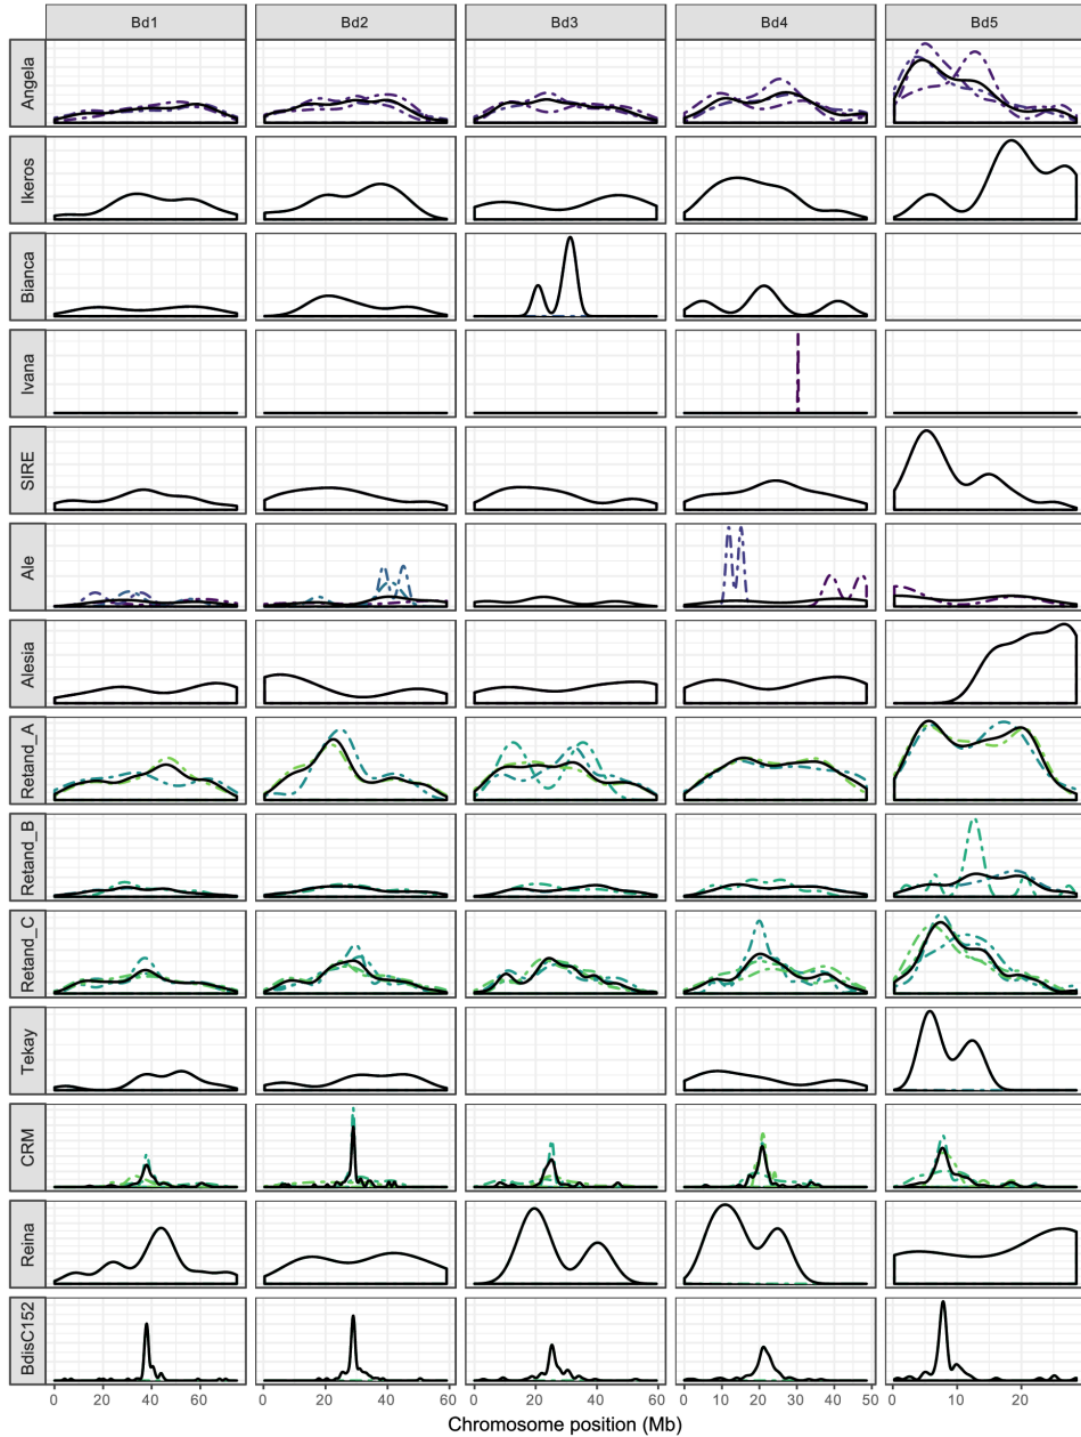 Bd1 Bd2 Bd3 Bd4 Bd5
Angela
Ikeros
Bianca
Ivana
SIRE
Ale
Alesia
Retand_A
Retand_B
Retand_C
Tekay
CRM
Reina
BdisC152
0 20 40 60 0 20 40 60 0 20 40 60 0 10 20 30 40 50 0 10 20
Chromosome position (Mb)